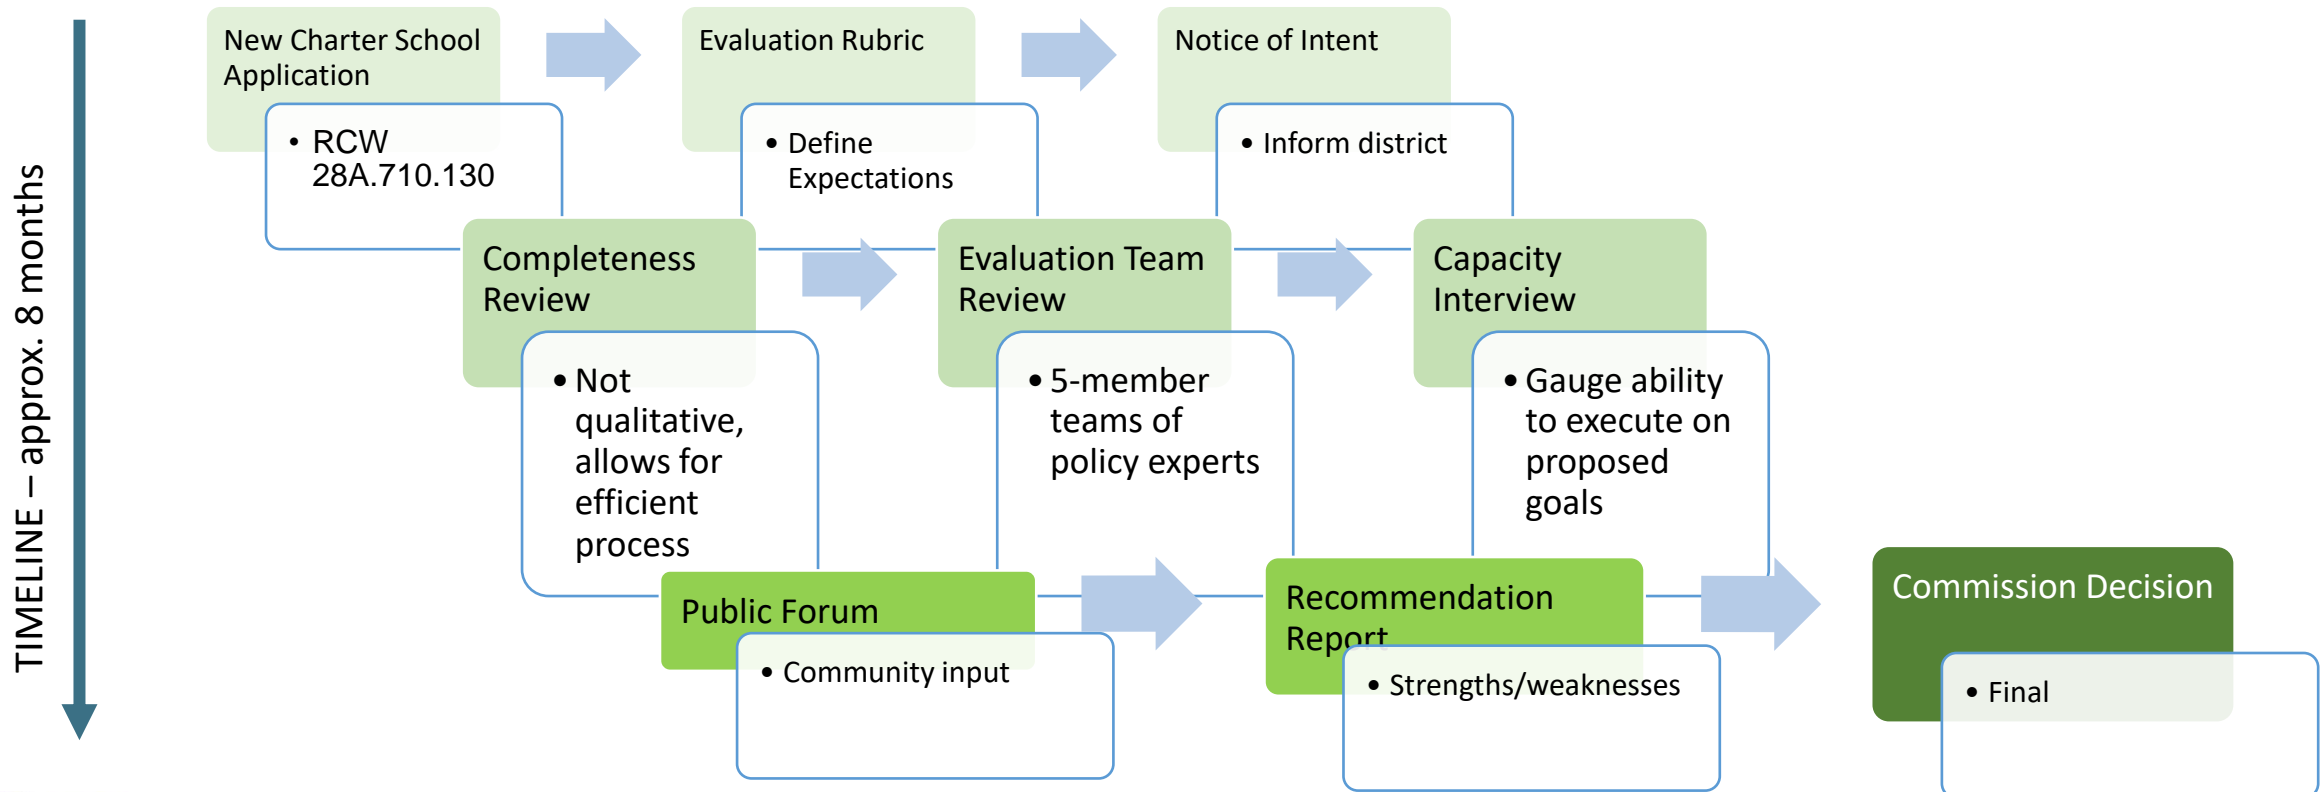 TIMELINE – approx. 8 months
New Charter School
Application
• RCW
28A.710.130
Evaluation Rubric
• Define
Expectations
Notice of Intent
• Inform district
Completeness
Review
• Not
qualitative,
allows for
efficient
process
Evaluation Team
Review
• 5-member
teams of
policy experts
Capacity
Interview
• Gauge ability
to execute on
proposed
goals
Public Forum
• Community input
Recommendation
Report
• Strengths/weaknesses
Commission Decision
• Final